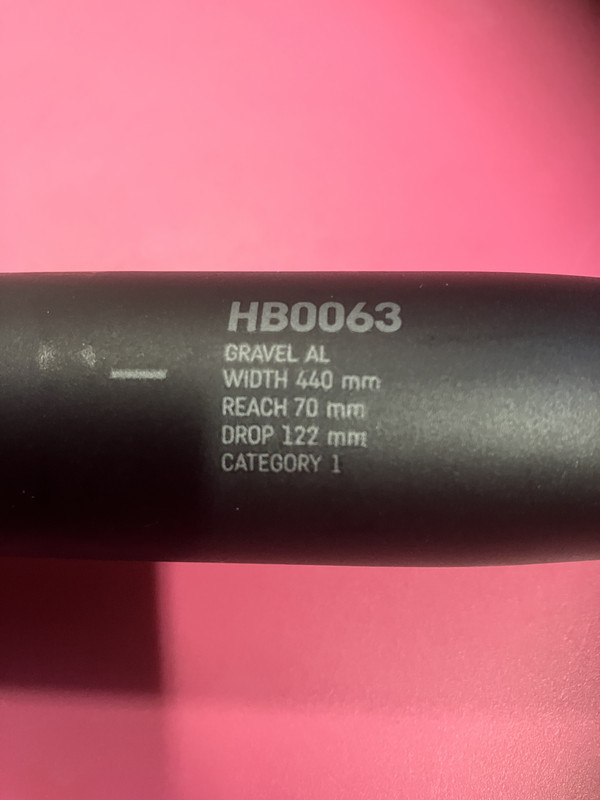 HB0063
GRAVEL AL
WIDTH 440 mm
REACH 70 mm
DROP 122 mm
CATEGORY 1